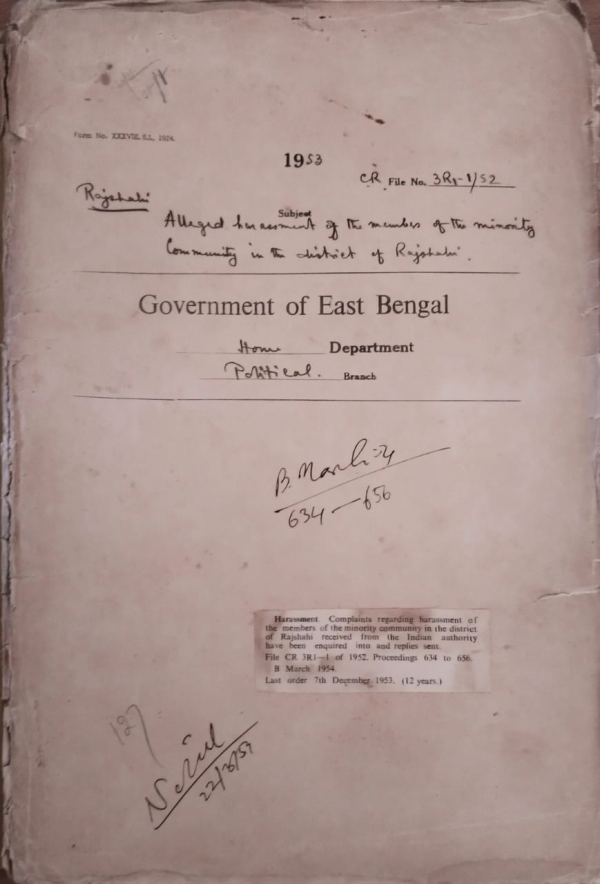 Form No. XXXVIII. E.L. 1924.
1953
CR File No. 3R1-1/52
Rajshahi
Subject
Alleged harassment of the member of the minority
Community in the district of Rajshahi.
Government of East Bengal
Home Department
Political. Branch
B. March
634—656
Harassment. Complaints regarding harassment of
the members of the minority community in the district
of Rajshahi received from the Indian authority
have been enquired into and replies sent.
File CR 3R1—1 of 1952. Proceedings 634 to 656.
B March 1954.
Last order 7th December 1953. (12 years.)
127